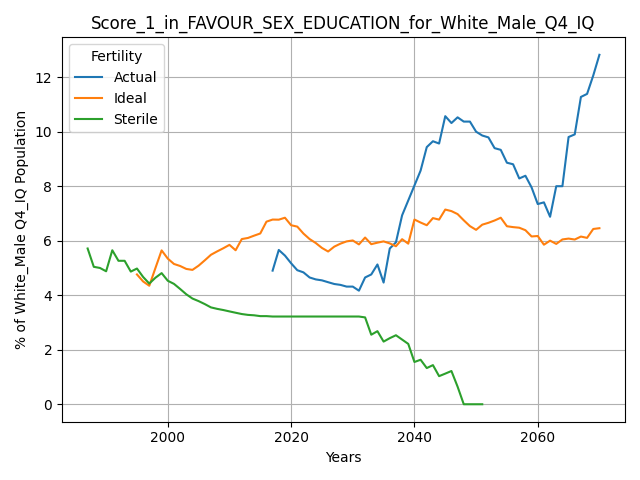 Score_1_in_FAVOUR_SEX_EDUCATION_for_White_Male_Q4_IQ
Fertility
Actual
Ideal
Sterile
% of White_Male Q4_IQ Population
12
10
8
6
4
2
0
2000 2020 2040 2060
Years